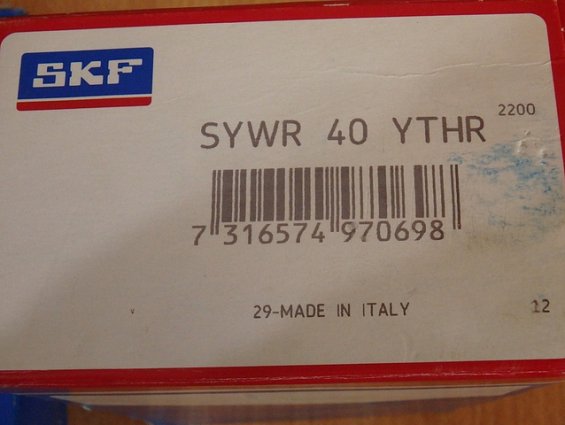 SKF
2200
SYWR 40 YTHR
7 316574 970698
29-MADE IN ITALY
12